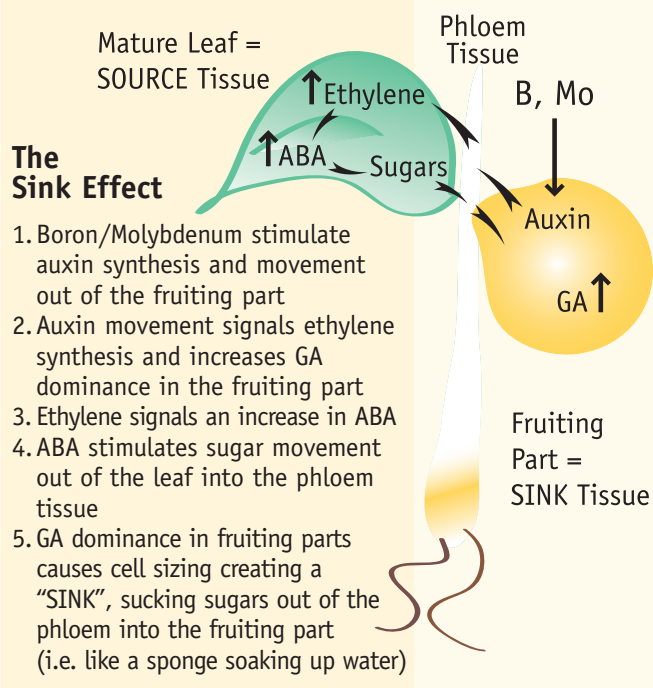 Mature Leaf =
SOURCE Tissue
Phloem
Tissue
B, Mo
↑Ethylene
↑ABA
Sugars
Auxin
GA↑
The
Sink Effect
1. Boron/Molybdenum stimulate
auxin synthesis and movement
out of the fruiting part
2. Auxin movement signals ethylene
synthesis and increases GA
dominance in the fruiting part
3. Ethylene signals an increase in ABA
4. ABA stimulates sugar movement
out of the leaf into the phloem
tissue
5. GA dominance in fruiting parts
causes cell sizing creating a
“SINK”, sucking sugars out of the
phloem into the fruiting part
(i.e. like a sponge soaking up water)
Fruiting
Part =
SINK Tissue